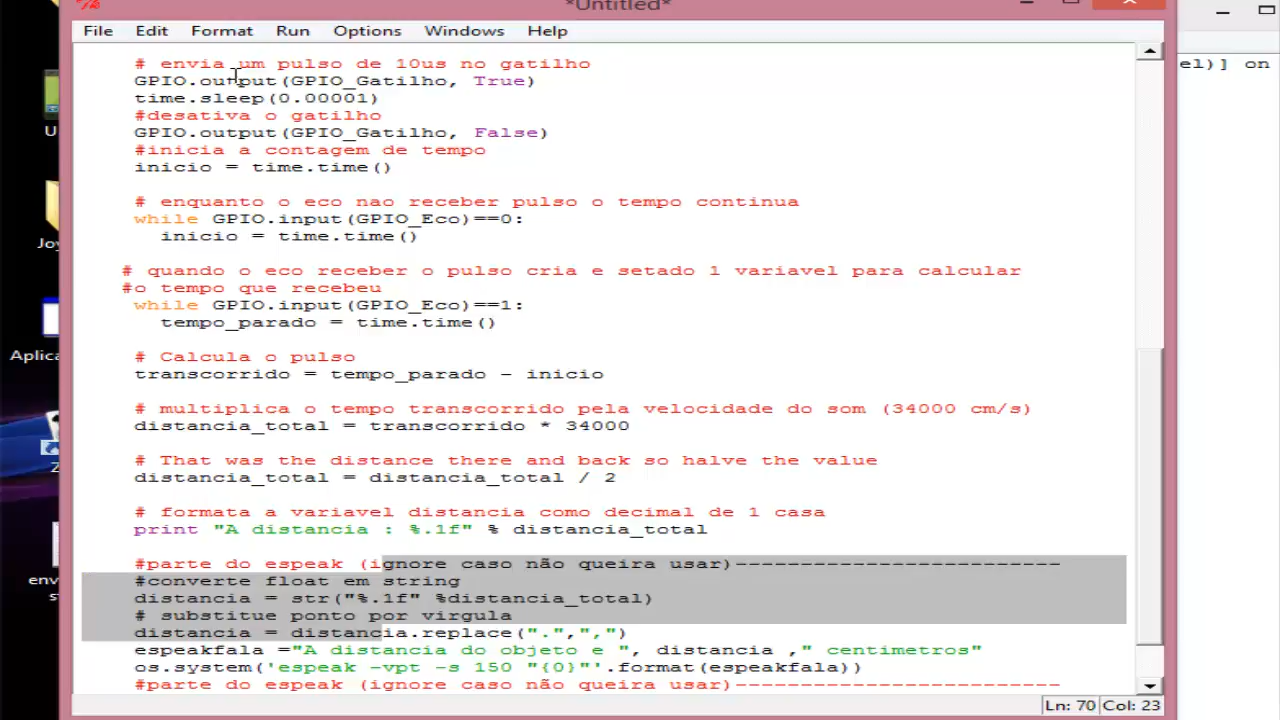 *Untitled*
File Edit Format Run Options Windows Help
# envia um pulso de 10us no gatilho
GPIO.output(GPIO_Gatilho, True)
time.sleep(0.00001)
#desativa o gatilho
GPIO.output(GPIO_Gatilho, False)
#inicia a contagem de tempo
inicio = time.time()
# enquanto o eco nao receber pulso o tempo continua
while GPIO.input(GPIO_Eco)==0:
inicio = time.time()
# quando o eco receber o pulso cria e setado 1 variavel para calcular
#o tempo que recebeu
while GPIO.input(GPIO_Eco)==1:
tempo_parado = time.time()
# Calcula o pulso
transcorrido = tempo_parado - inicio
# multiplica o tempo transcorrido pela velocidade do som (34000 cm/s)
distancia_total = transcorrido * 34000
# That was the distance there and back so halve the value
distancia_total = distancia_total / 2
# formata a variavel distancia como decimal de 1 casa
print "A distancia : %.1f" % distancia_total
#parte do espeak (ignore caso não queira usar)-------------------------
#converte float em string
distancia = str("%.1f" %distancia_total)
# substitue ponto por virgula
distancia = distancia.replace(".",",")
espeakfala ="A distancia do objeto e ", distancia ," centimetros"
os.system('espeak -vpt -s 150 "{0}"'.format(espeakfala))
#parte do espeak (ignore caso não queira usar)-------------------------
Ln: 70 Col: 23
el)] on
U
Joy
Aplica
Z
env
s